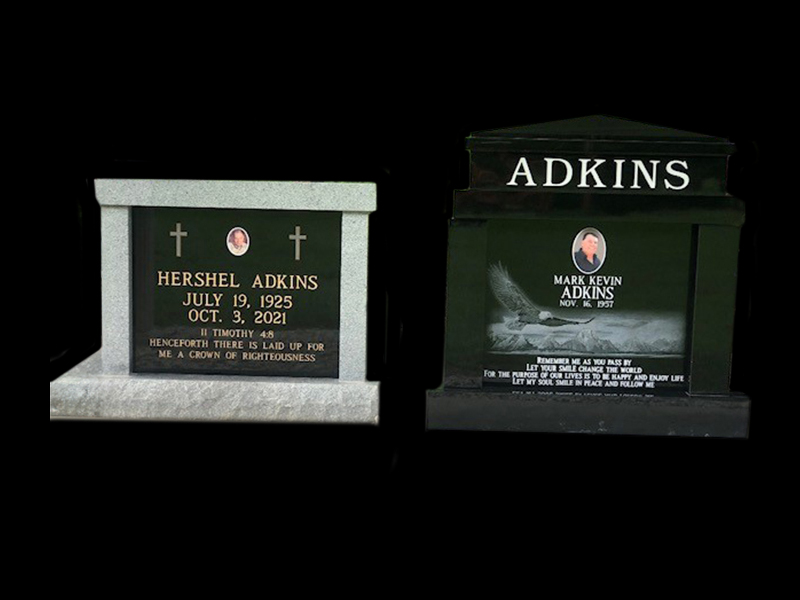 HERSHEL ADKINS
JULY 19, 1925
OCT. 3, 2021
II TIMOTHY 4:8
HENCEFORTH THERE IS LAID UP FOR
ME A CROWN OF RIGHTEOUSNESS
ADKINS
MARK KEVIN
ADKINS
NOV. 16, 1957
REMEMBER ME AS YOU PASS BY
LET YOUR SMILE CHANGE THE WORLD
FOR THE PURPOSE OF OUR LIVES IS TO BE HAPPY AND ENJOY LIFE
LET MY SOUL SMILE IN PEACE AND FOLLOW ME